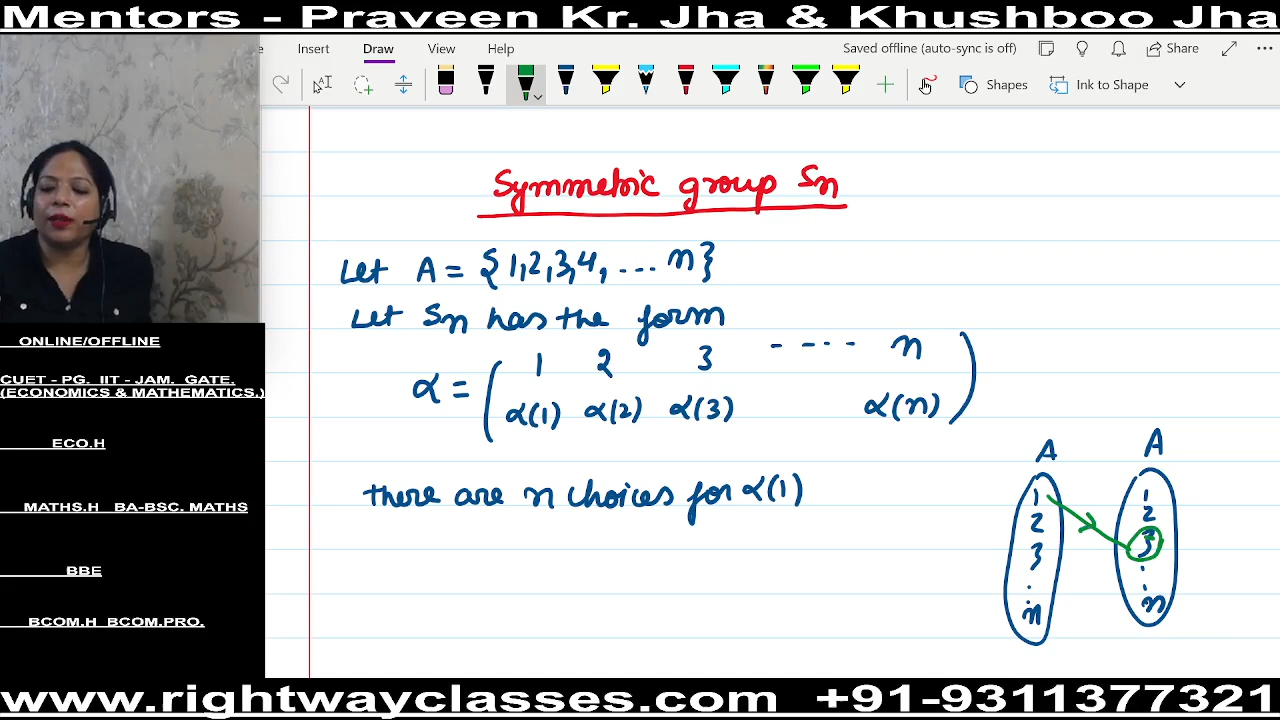 Mentors - Praveen Kr. Jha & Khushboo Jha
Insert Draw View Help Saved offline (auto-sync is off) Share
Shapes Ink to Shape
Symmetric group Sn
Let A = {1,2,3,4, ... n}
Let Sn has the form
1 2 3 - - - - n
α = ( α(1) α(2) α(3) α(n) )
there are n choices for α(1)
A A
1 1
2 2
3 3
. .
n n
ONLINE/OFFLINE
CUET - PG. IIT - JAM. GATE.
(ECONOMICS & MATHEMATICS.)
ECO.H
MATHS.H BA-BSC. MATHS
BBE
BCOM.H BCOM.PRO.
www.rightwayclasses.com +91-9311377321